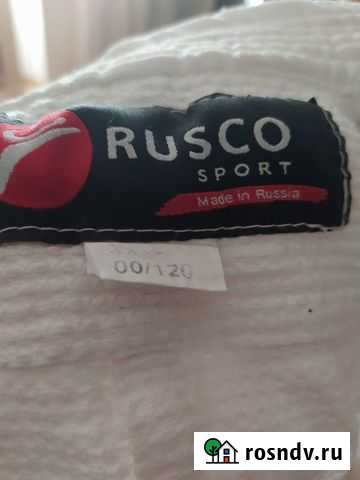 RUSCO
SPORT
Made in Russia
00/120
rosndv.ru